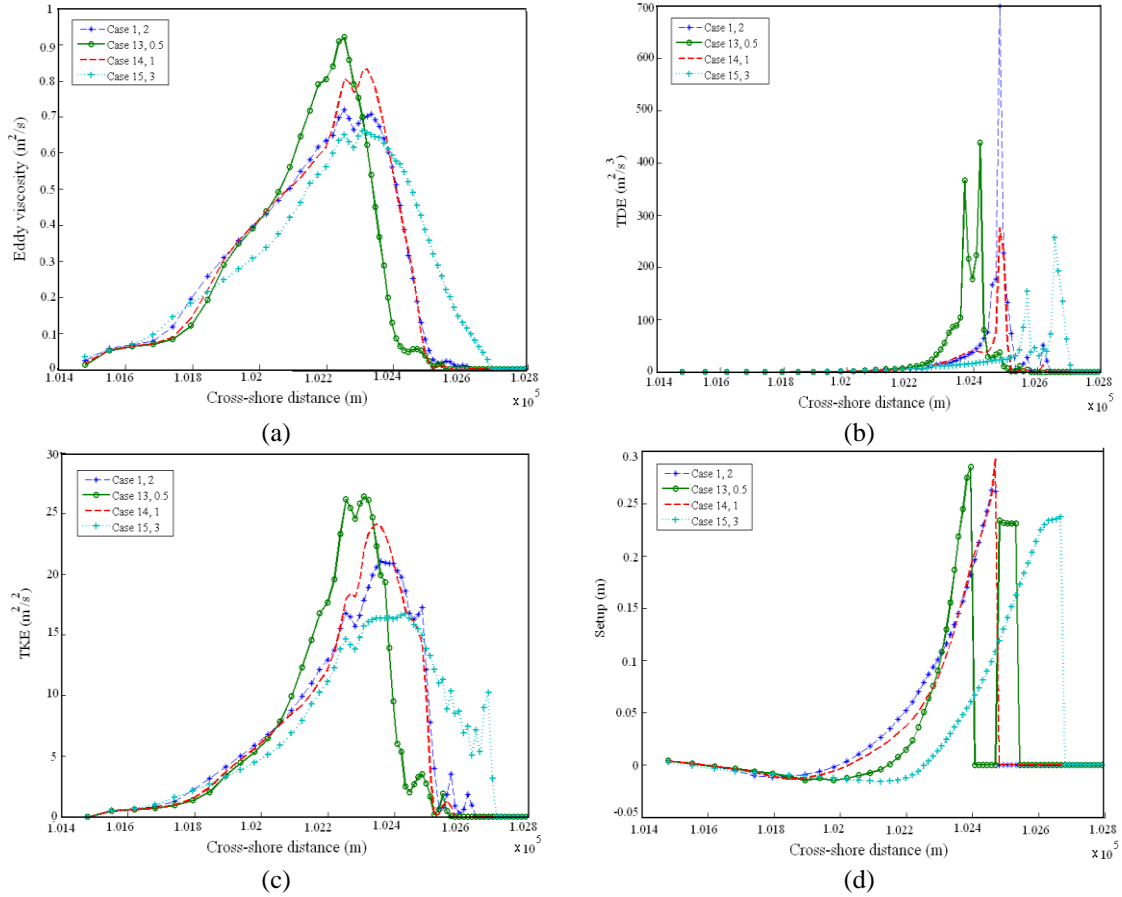 Case 1, 2
Case 13, 0.5
Case 14, 1
Case 15, 3
Eddy viscosity (m²/s)
1
0.9
0.8
0.7
0.6
0.5
0.4
0.3
0.2
0.1
0
1.014 1.016 1.018 1.02 1.022 1.024 1.026 1.028
Cross-shore distance (m)
x 10⁵
(a)
Case 1, 2
Case 13, 0.5
Case 14, 1
Case 15, 3
TDE (m²/s³)
700
600
500
400
300
200
100
0
1.014 1.016 1.018 1.02 1.022 1.024 1.026 1.028
Cross-shore distance (m)
x 10⁵
(b)
Case 1, 2
Case 13, 0.5
Case 14, 1
Case 15, 3
TKE (m²/s²)
30
25
20
15
10
5
0
1.014 1.016 1.018 1.02 1.022 1.024 1.026 1.028
Cross-shore distance (m)
x 10⁵
(c)
Case 1, 2
Case 13, 0.5
Case 14, 1
Case 15, 3
Setup (m)
0.3
0.25
0.2
0.15
0.1
0.05
0
-0.05
1.014 1.016 1.018 1.02 1.022 1.024 1.026 1.028
Cross-shore distance (m)
x 10⁵
(d)